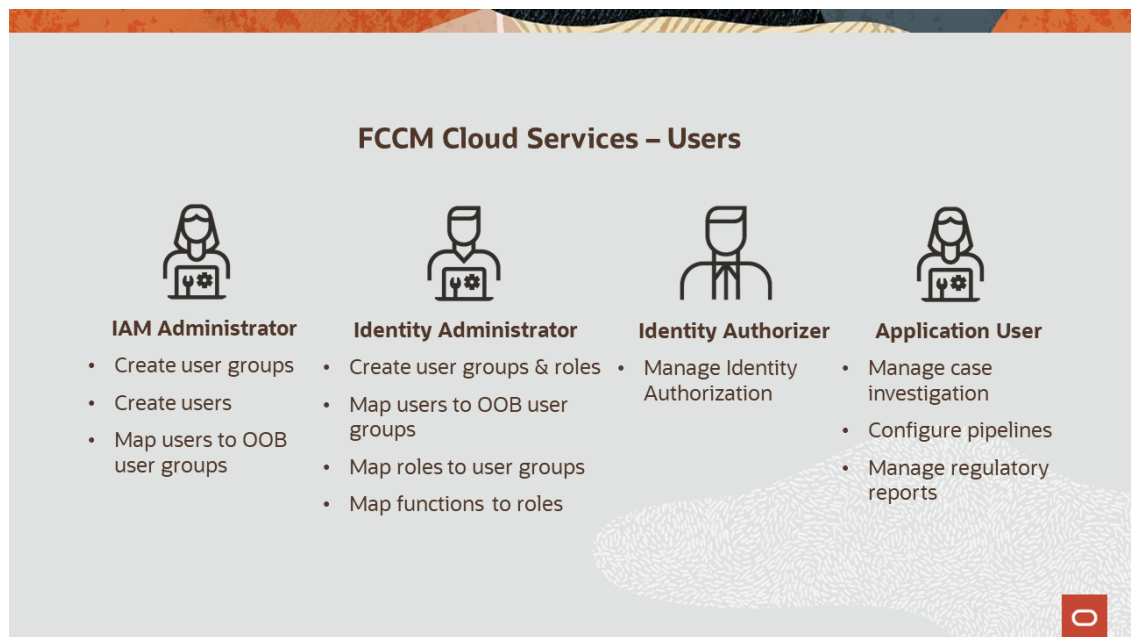 FCCM Cloud Services – Users
IAM Administrator
• Create user groups
• Create users
• Map users to OOB
user groups
Identity Administrator
• Create user groups & roles
• Map users to OOB user
groups
• Map roles to user groups
• Map functions to roles
Identity Authorizer
• Manage Identity
Authorization
Application User
• Manage case
investigation
• Configure pipelines
• Manage regulatory
reports